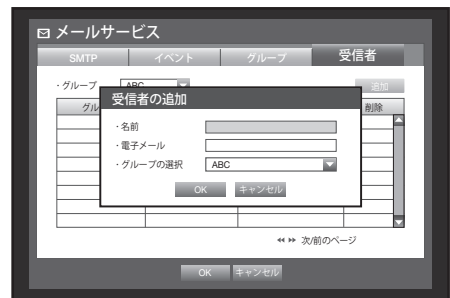 メールサービス
SMTP イベント グループ 受信者
・グループ ABC 追加
グル 削除
受信者の追加
・名前
・電子メール
・グループの選択 ABC
OK キャンセル
次/前のページ
OK キャンセル